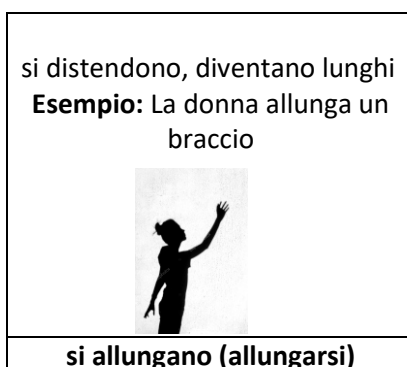 si distendono, diventano lunghi
Esempio: La donna allunga un
braccio
si allungano (allungarsi)